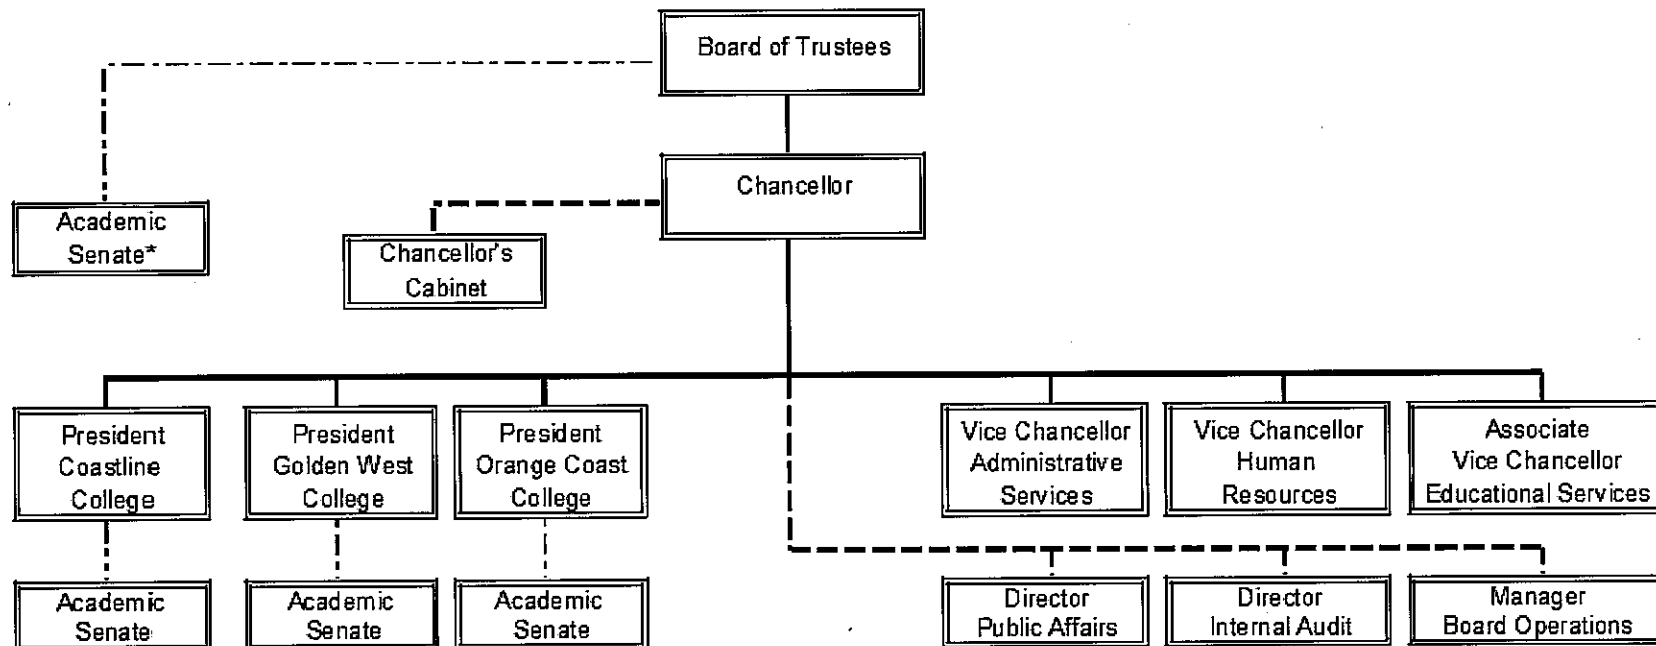 Board of Trustees
Chancellor
Academic
Senate*
Chancellor's
Cabinet
President
Coastline
College
President
Golden West
College
President
Orange Coast
College
Vice Chancellor
Administrative
Services
Vice Chancellor
Human
Resources
Associate
Vice Chancellor
Educational Services
Academic
Senate
Academic
Senate
Academic
Senate
Director
Public Affairs
Director
Internal Audit
Manager
Board Operations